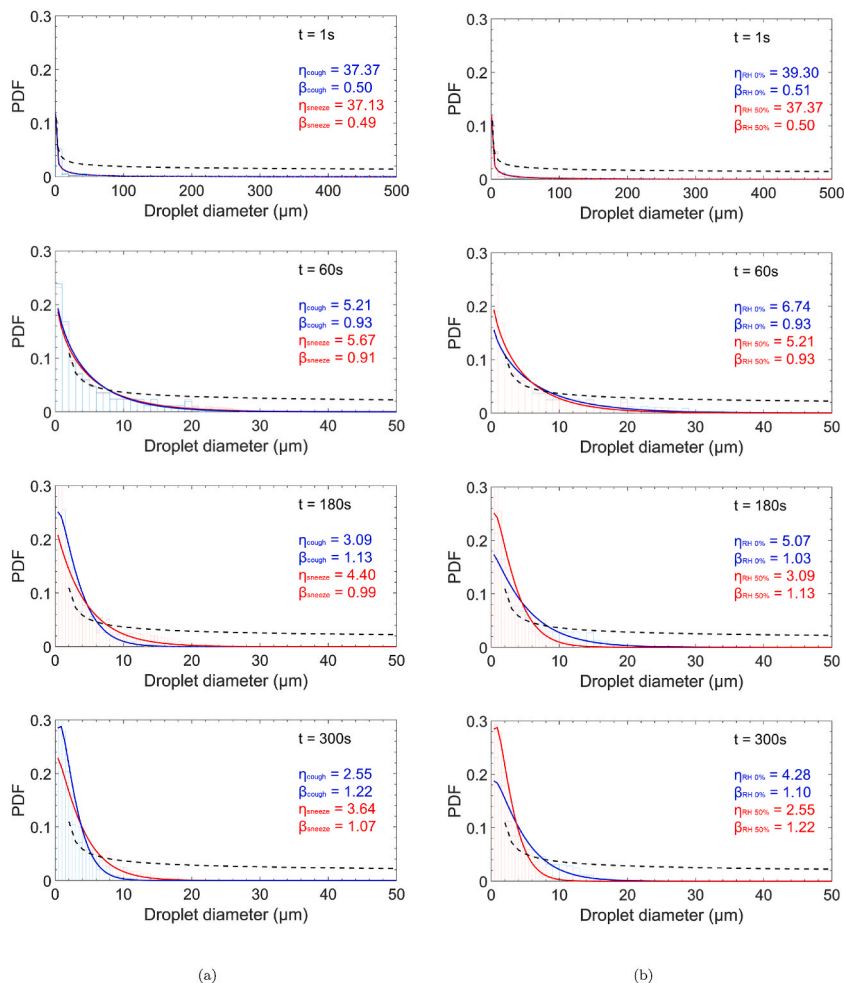 t = 1s
ηcough = 37.37
βcough = 0.50
ηsneeze = 37.13
βsneeze = 0.49
PDF
0.3
0.2
0.1
0
0 100 200 300 400 500
Droplet diameter (μm)
t = 60s
ηcough = 5.21
βcough = 0.93
ηsneeze = 5.67
βsneeze = 0.91
PDF
0.3
0.2
0.1
0
0 10 20 30 40 50
Droplet diameter (μm)
t = 180s
ηcough = 3.09
βcough = 1.13
ηsneeze = 4.40
βsneeze = 0.99
PDF
0.3
0.2
0.1
0
0 10 20 30 40 50
Droplet diameter (μm)
t = 300s
ηcough = 2.55
βcough = 1.22
ηsneeze = 3.64
βsneeze = 1.07
PDF
0.3
0.2
0.1
0
0 10 20 30 40 50
Droplet diameter (μm)
(a)
t = 1s
ηRH 0% = 39.30
βRH 0% = 0.51
ηRH 50% = 37.37
βRH 50% = 0.50
PDF
0.3
0.2
0.1
0
0 100 200 300 400 500
Droplet diameter (μm)
t = 60s
ηRH 0% = 6.74
βRH 0% = 0.93
ηRH 50% = 5.21
βRH 50% = 0.93
PDF
0.3
0.2
0.1
0
0 10 20 30 40 50
Droplet diameter (μm)
t = 180s
ηRH 0% = 5.07
βRH 0% = 1.03
ηRH 50% = 3.09
βRH 50% = 1.13
PDF
0.3
0.2
0.1
0
0 10 20 30 40 50
Droplet diameter (μm)
t = 300s
ηRH 0% = 4.28
βRH 0% = 1.10
ηRH 50% = 2.55
βRH 50% = 1.22
PDF
0.3
0.2
0.1
0
0 10 20 30 40 50
Droplet diameter (μm)
(b)